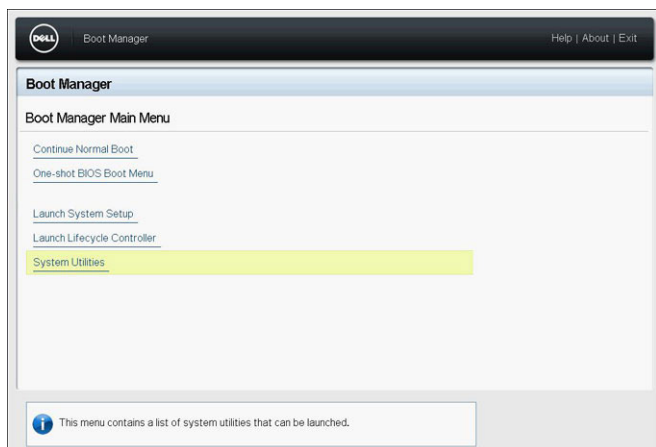 DELL
Boot Manager
Help | About | Exit
Boot Manager
Boot Manager Main Menu
Continue Normal Boot
One-shot BIOS Boot Menu
Launch System Setup
Launch Lifecycle Controller
System Utilities
This menu contains a list of system utilities that can be launched.